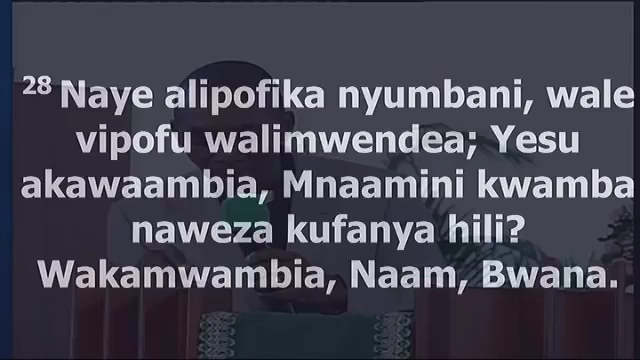 28 Naye alipofika nyumbani, wale
vipofu walimwendea; Yesu
akawaambia, Mnaamini kwamba
naweza kufanya hili?
Wakamwambia, Naam, Bwana.